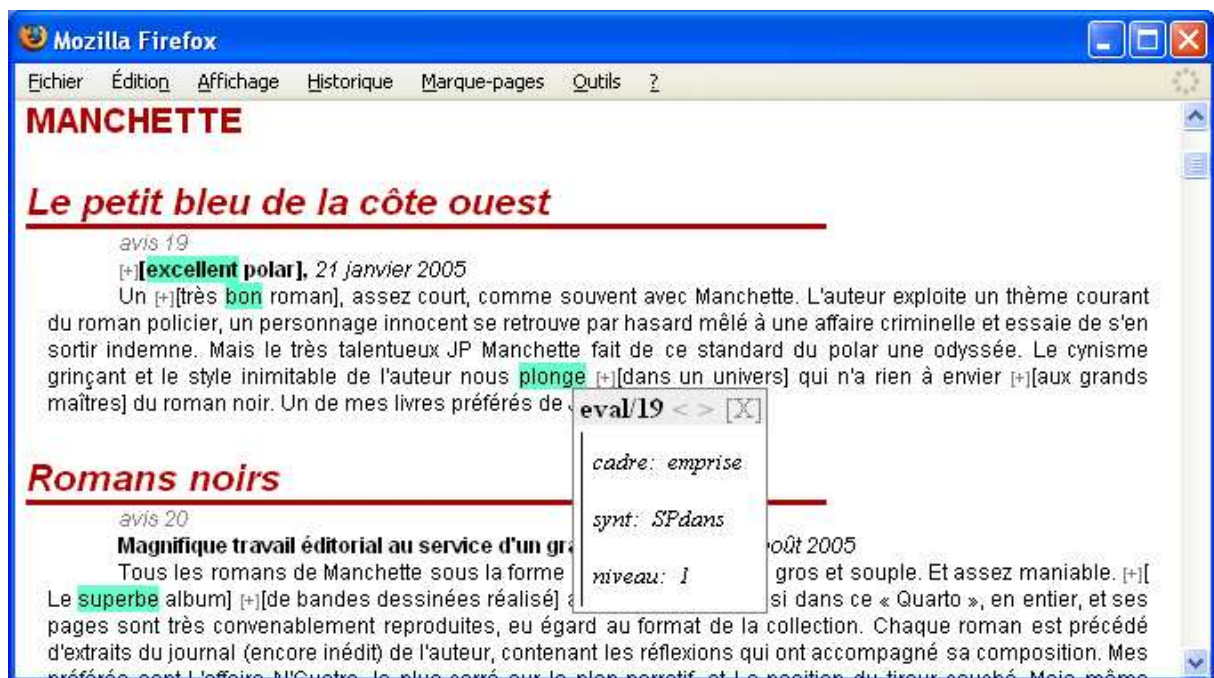 Mozilla Firefox
Fichier Édition Affichage Historique Marque-pages Outils ?
MANCHETTE
Le petit bleu de la côte ouest
avis 19
[+][excellent polar], 21 janvier 2005
Un [+][très bon roman], assez court, comme souvent avec Manchette. L'auteur exploite un thème courant
du roman policier, un personnage innocent se retrouve par hasard mêlé à une affaire criminelle et essaie de s'en
sortir indemne. Mais le très talentueux JP Manchette fait de ce standard du polar une odyssée. Le cynisme
grinçant et le style inimitable de l'auteur nous plonge [+][dans un univers] qui n'a rien à envier [+][aux grands
maîtres] du roman noir. Un de mes livres préférés de
eval/19 < > [X]
cadre: emprise
synt: SPdans
niveau: 1
Romans noirs
avis 20
Magnifique travail éditorial au service d'un août 2005
Tous les romans de Manchette sous la forme gros et souple. Et assez maniable. [+][
Le superbe album] [+][de bandes dessinées réalisé] si dans ce « Quarto », en entier, et ses
pages sont très convenablement reproduites, eu égard au format de la collection. Chaque roman est précédé
d'extraits du journal (encore inédit) de l'auteur, contenant les réflexions qui ont accompagné sa composition. Mes